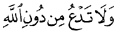 وَلَا تَدْعُ مِن دُونِ ٱللَّهِ